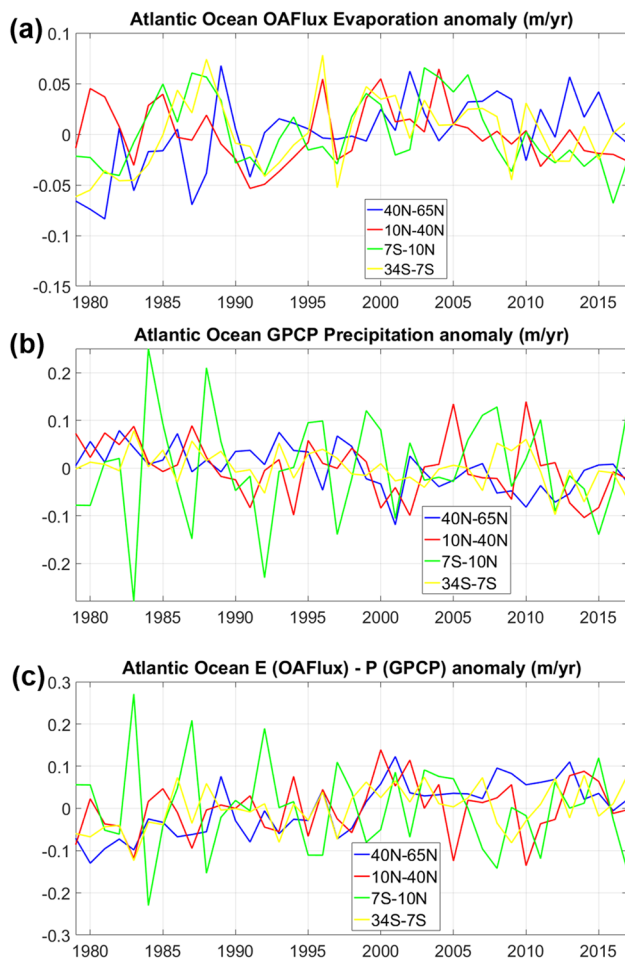 (a)
Atlantic Ocean OAFlux Evaporation anomaly (m/yr)
0.1
0.05
0
-0.05
-0.1
-0.15
40N-65N
10N-40N
7S-10N
34S-7S
1980 1985 1990 1995 2000 2005 2010 2015
(b)
Atlantic Ocean GPCP Precipitation anomaly (m/yr)
0.2
0.1
0
-0.1
-0.2
40N-65N
10N-40N
7S-10N
34S-7S
1980 1985 1990 1995 2000 2005 2010 2015
(c)
Atlantic Ocean E (OAFlux) - P (GPCP) anomaly (m/yr)
0.3
0.2
0.1
0
-0.1
-0.2
-0.3
40N-65N
10N-40N
7S-10N
34S-7S
1980 1985 1990 1995 2000 2005 2010 2015